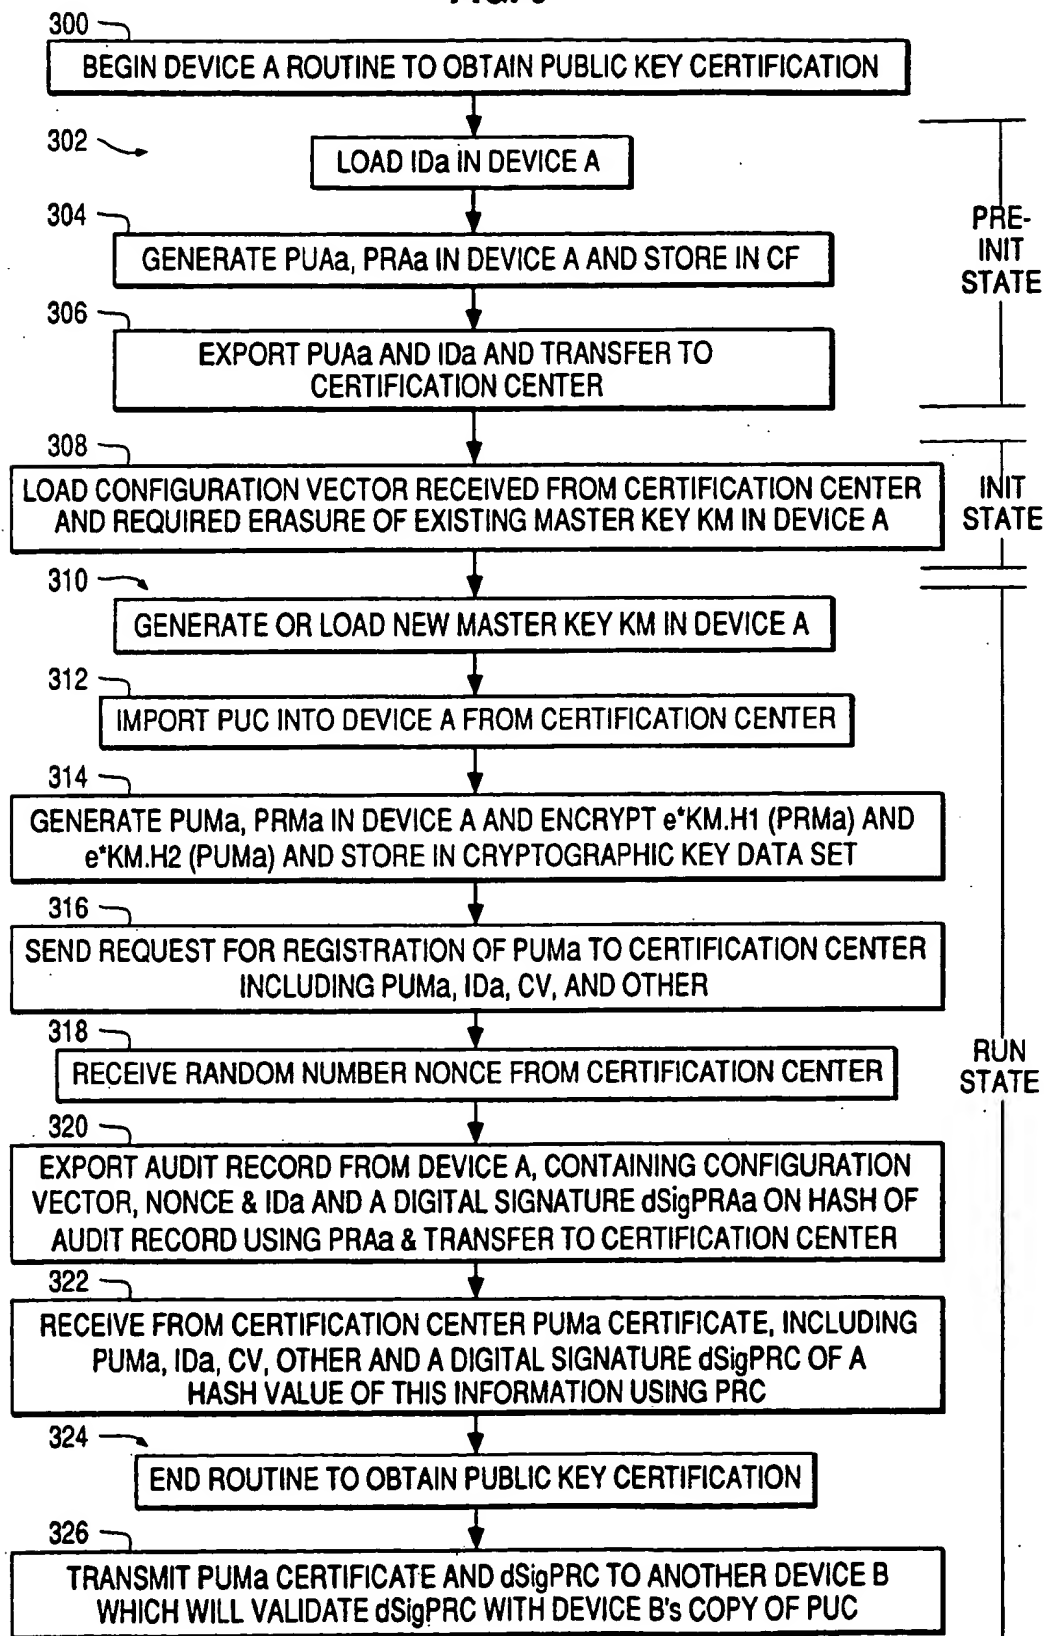 300
BEGIN DEVICE A ROUTINE TO OBTAIN PUBLIC KEY CERTIFICATION
302
LOAD IDa IN DEVICE A
304
GENERATE PUAa, PRAa IN DEVICE A AND STORE IN CF
306
EXPORT PUAa AND IDa AND TRANSFER TO
CERTIFICATION CENTER
PRE-
INIT
STATE
308
LOAD CONFIGURATION VECTOR RECEIVED FROM CERTIFICATION CENTER
AND REQUIRED ERASURE OF EXISTING MASTER KEY KM IN DEVICE A
INIT
STATE
310
GENERATE OR LOAD NEW MASTER KEY KM IN DEVICE A
312
IMPORT PUC INTO DEVICE A FROM CERTIFICATION CENTER
314
GENERATE PUMa, PRMa IN DEVICE A AND ENCRYPT e*KM.H1 (PRMa) AND
e*KM.H2 (PUMa) AND STORE IN CRYPTOGRAPHIC KEY DATA SET
316
SEND REQUEST FOR REGISTRATION OF PUMa TO CERTIFICATION CENTER
INCLUDING PUMa, IDa, CV, AND OTHER
318
RECEIVE RANDOM NUMBER NONCE FROM CERTIFICATION CENTER
RUN
STATE
320
EXPORT AUDIT RECORD FROM DEVICE A, CONTAINING CONFIGURATION
VECTOR, NONCE & IDa AND A DIGITAL SIGNATURE dSigPRAa ON HASH OF
AUDIT RECORD USING PRAa & TRANSFER TO CERTIFICATION CENTER
322
RECEIVE FROM CERTIFICATION CENTER PUMa CERTIFICATE, INCLUDING
PUMa, IDa, CV, OTHER AND A DIGITAL SIGNATURE dSigPRC OF A
HASH VALUE OF THIS INFORMATION USING PRC
324
END ROUTINE TO OBTAIN PUBLIC KEY CERTIFICATION
326
TRANSMIT PUMa CERTIFICATE AND dSigPRC TO ANOTHER DEVICE B
WHICH WILL VALIDATE dSigPRC WITH DEVICE B's COPY OF PUC